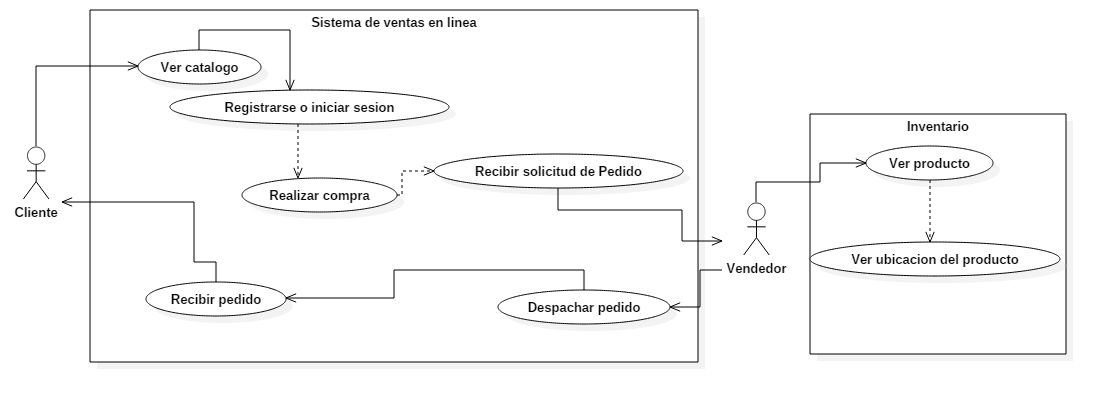 Sistema de ventas en linea
Ver catalogo
Registrarse o iniciar sesion
Inventario
Ver producto
Recibir solicitud de Pedido
Realizar compra
Cliente
Vendedor
Ver ubicacion del producto
Recibir pedido
Despachar pedido